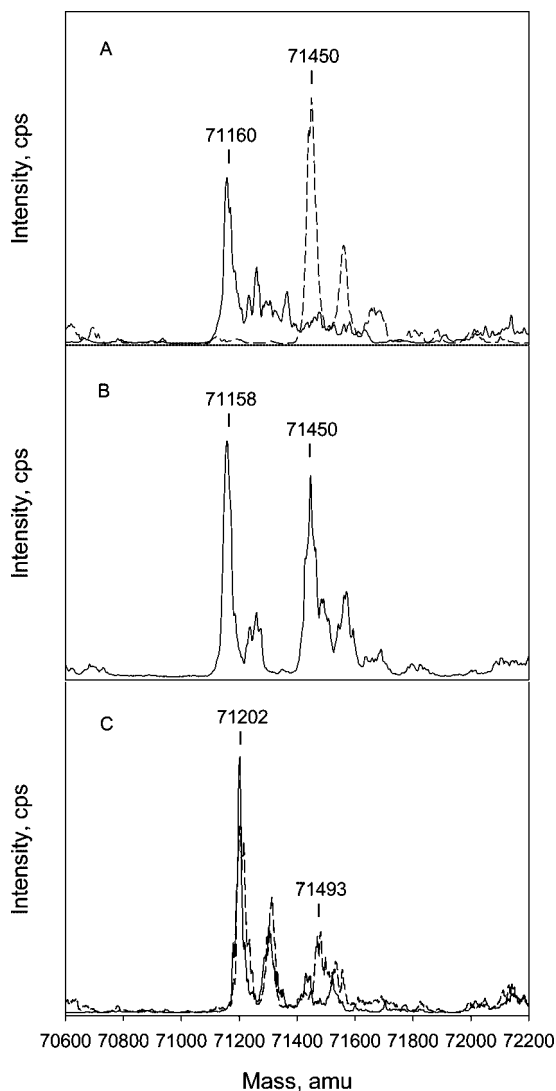 A
71450
71160
Intensity, cps
B
71158
71450
Intensity, cps
C
71202
71493
Intensity, cps
70600 70800 71000 71200 71400 71600 71800 72000 72200
Mass, amu